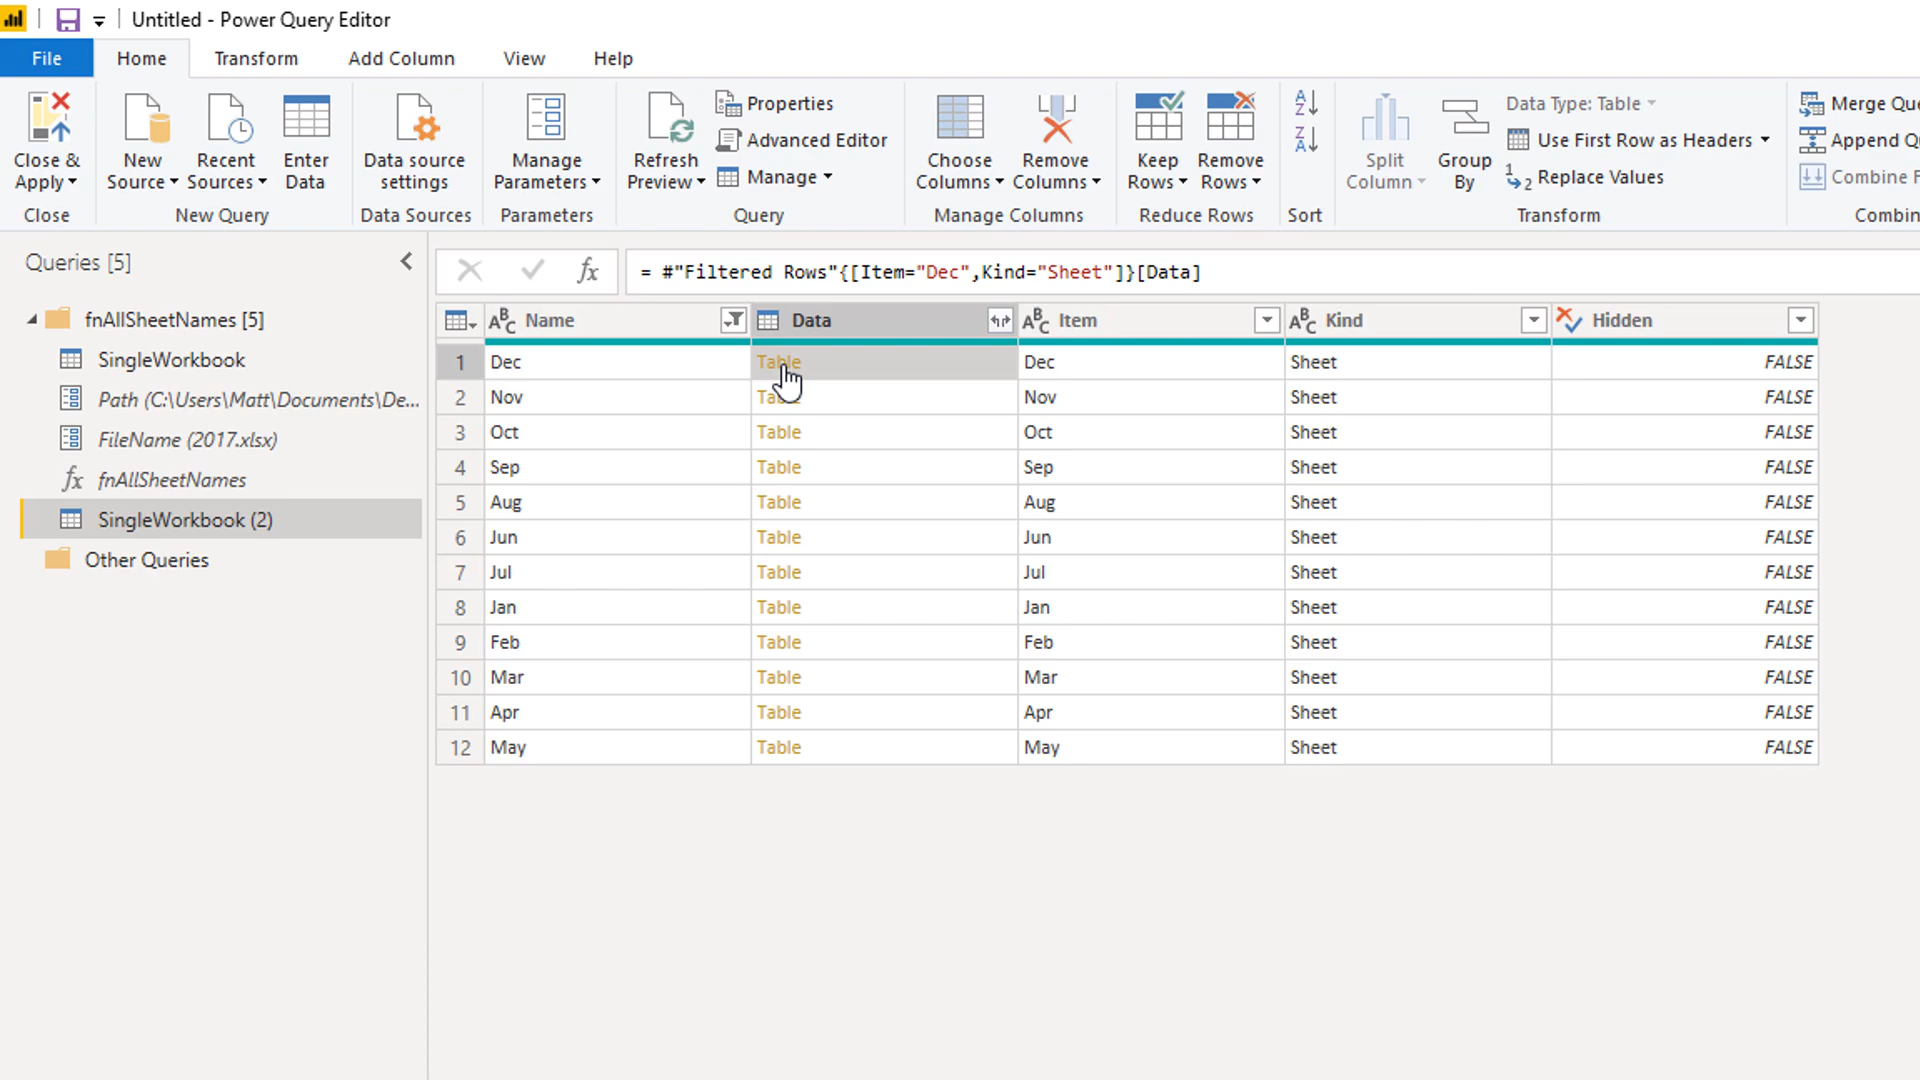 Untitled - Power Query Editor
File Home Transform Add Column View Help
Close & Apply
New Source
Recent Sources
Enter Data
Data source settings
Manage Parameters
Refresh Preview
Properties
Advanced Editor
Manage
Choose Columns
Remove Columns
Keep Rows
Remove Rows
Split Column
Group By
Data Type: Table
Use First Row as Headers
Replace Values
Merge Que
Append Qu
Combine F
Close New Query Data Sources Parameters Query Manage Columns Reduce Rows Sort Transform Combin
Queries [5]
fnAllSheetNames [5]
SingleWorkbook
Path (C:\Users\Matt\Documents\De...
FileName (2017.xlsx)
fnAllSheetNames
SingleWorkbook (2)
Other Queries
= #"Filtered Rows"{[Item="Dec",Kind="Sheet"]}[Data]
Name Data Item Kind Hidden
1 Dec Table Dec Sheet FALSE
2 Nov Table Nov Sheet FALSE
3 Oct Table Oct Sheet FALSE
4 Sep Table Sep Sheet FALSE
5 Aug Table Aug Sheet FALSE
6 Jun Table Jun Sheet FALSE
7 Jul Table Jul Sheet FALSE
8 Jan Table Jan Sheet FALSE
9 Feb Table Feb Sheet FALSE
10 Mar Table Mar Sheet FALSE
11 Apr Table Apr Sheet FALSE
12 May Table May Sheet FALSE